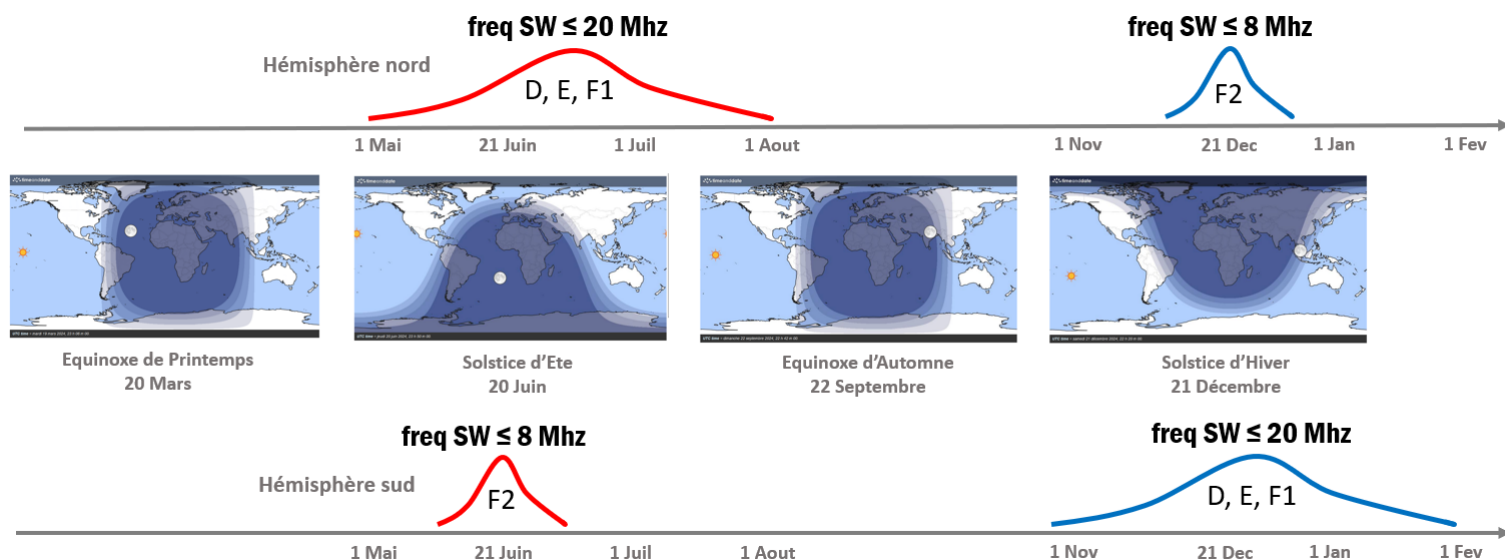 freq SW ≤ 20 Mhz
freq SW ≤ 8 Mhz
Hémisphère nord
D, E, F1
F2
1 Mai
21 Juin
1 Juil
1 Aout
1 Nov
21 Dec
1 Jan
1 Fev
Equinoxe de Printemps
20 Mars
Solstice d'Ete
20 Juin
Equinoxe d'Automne
22 Septembre
Solstice d'Hiver
21 Décembre
freq SW ≤ 8 Mhz
freq SW ≤ 20 Mhz
Hémisphère sud
F2
D, E, F1
1 Mai
21 Juin
1 Juil
1 Aout
1 Nov
21 Dec
1 Jan
1 Fev